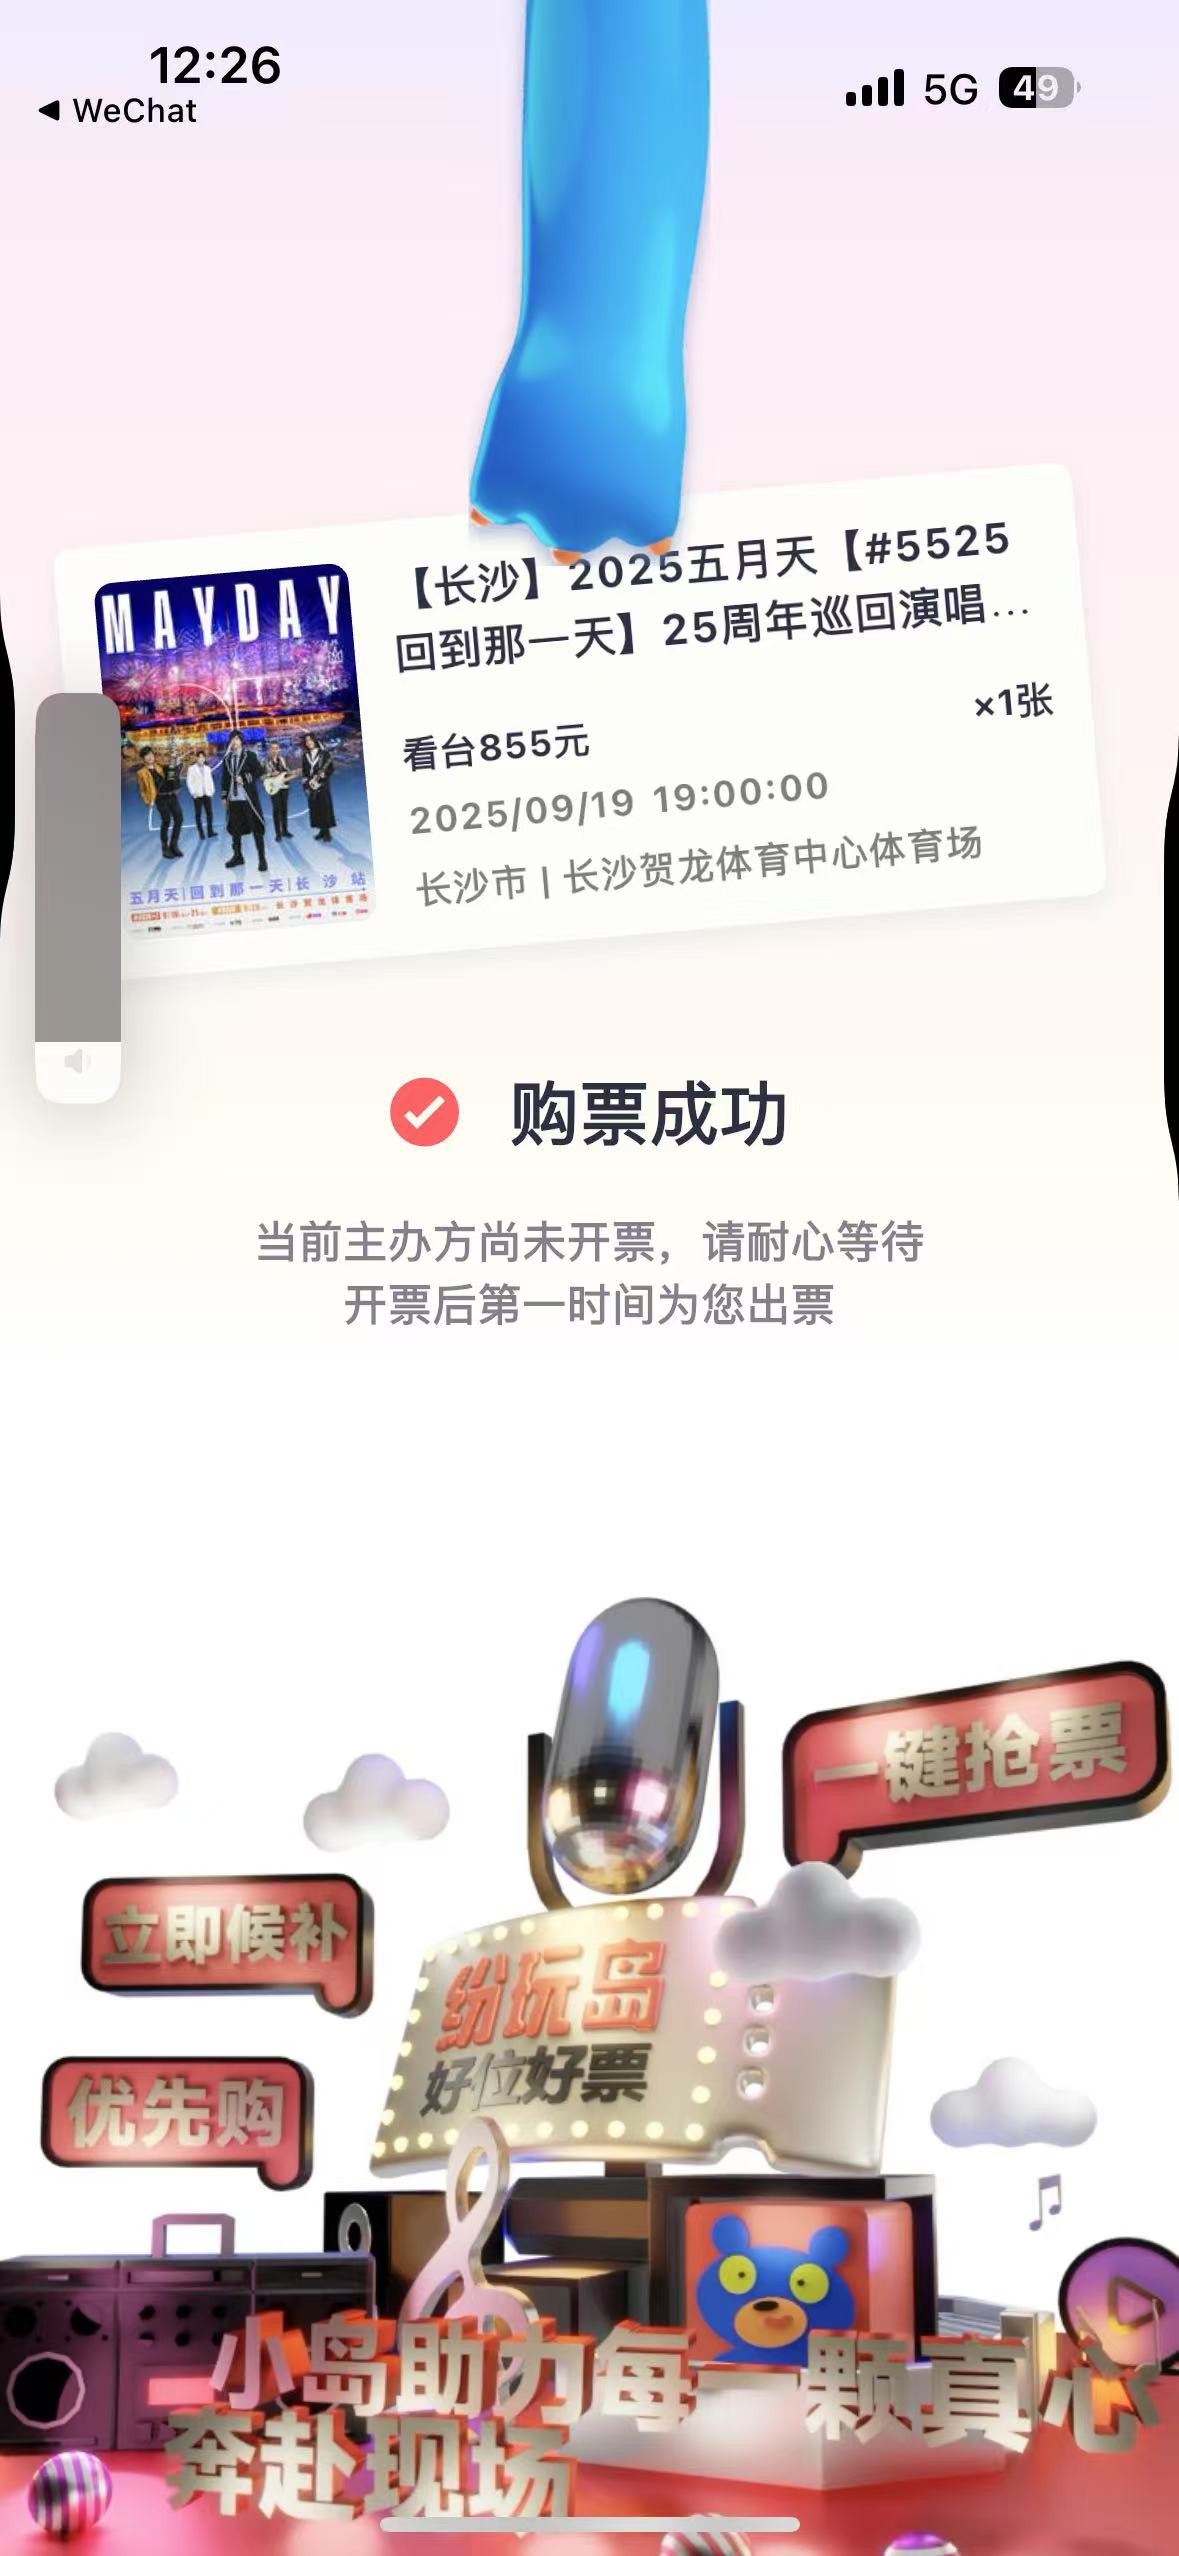 12:26
◀ WeChat
5G
49
【长沙】2025五月天【#5525
回到那一天】25周年巡回演唱...
×1张
看台855元
2025/09/19 19:00:00
长沙市 | 长沙贺龙体育中心体育场
MAYDAY
五月天|回到那一天|长沙站
购票成功
当前主办方尚未开票，请耐心等待
开票后第一时间为您出票
一键抢票
立即候补
纷玩岛
好位好票
优先购
小岛助力每一颗真心
奔赴现场